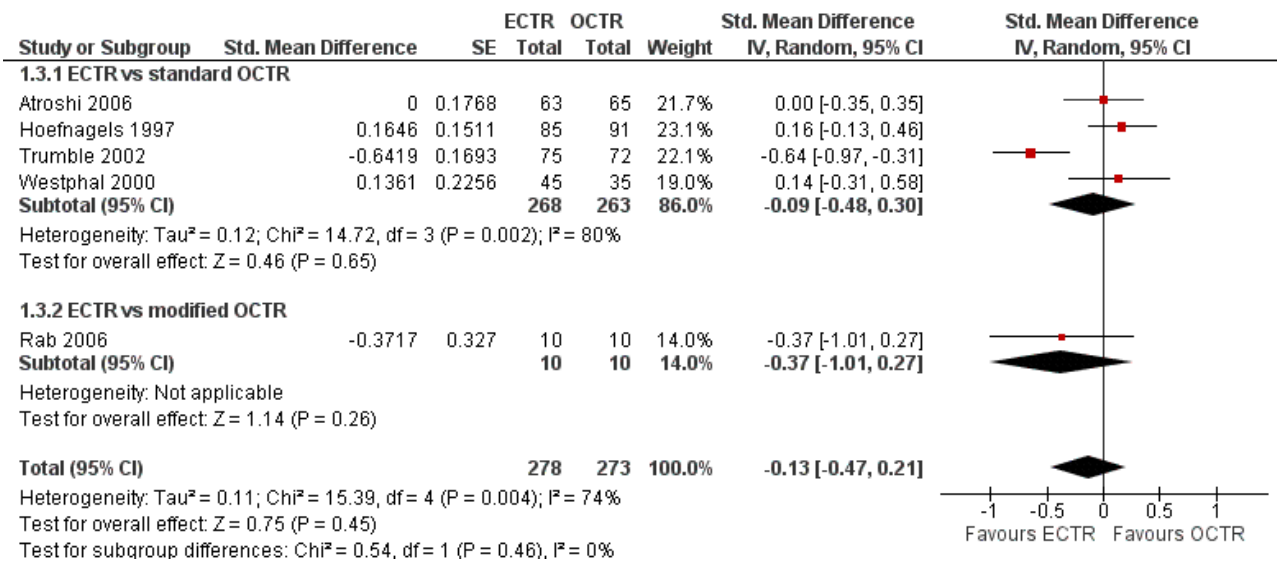 ECTR OCTR Std. Mean Difference Std. Mean Difference
Study or Subgroup Std. Mean Difference SE Total Total Weight IV, Random, 95% CI IV, Random, 95% CI
1.3.1 ECTR vs standard OCTR
Atroshi 2006 0 0.1768 63 65 21.7% 0.00 [-0.35, 0.35]
Hoefnagels 1997 0.1646 0.1511 85 91 23.1% 0.16 [-0.13, 0.46]
Trumble 2002 -0.6419 0.1693 75 72 22.1% -0.64 [-0.97, -0.31]
Westphal 2000 0.1361 0.2256 45 35 19.0% 0.14 [-0.31, 0.58]
Subtotal (95% CI) 268 263 86.0% -0.09 [-0.48, 0.30]
Heterogeneity: Tau² = 0.12; Chi² = 14.72, df = 3 (P = 0.002); I² = 80%
Test for overall effect: Z = 0.46 (P = 0.65)
1.3.2 ECTR vs modified OCTR
Rab 2006 -0.3717 0.327 10 10 14.0% -0.37 [-1.01, 0.27]
Subtotal (95% CI) 10 10 14.0% -0.37 [-1.01, 0.27]
Heterogeneity: Not applicable
Test for overall effect: Z = 1.14 (P = 0.26)
Total (95% CI) 278 273 100.0% -0.13 [-0.47, 0.21]
Heterogeneity: Tau² = 0.11; Chi² = 15.39, df = 4 (P = 0.004); I² = 74%
Test for overall effect: Z = 0.75 (P = 0.45)
Test for subgroup differences: Chi² = 0.54, df = 1 (P = 0.46), I² = 0%
-1 -0.5 0 0.5 1
Favours ECTR Favours OCTR